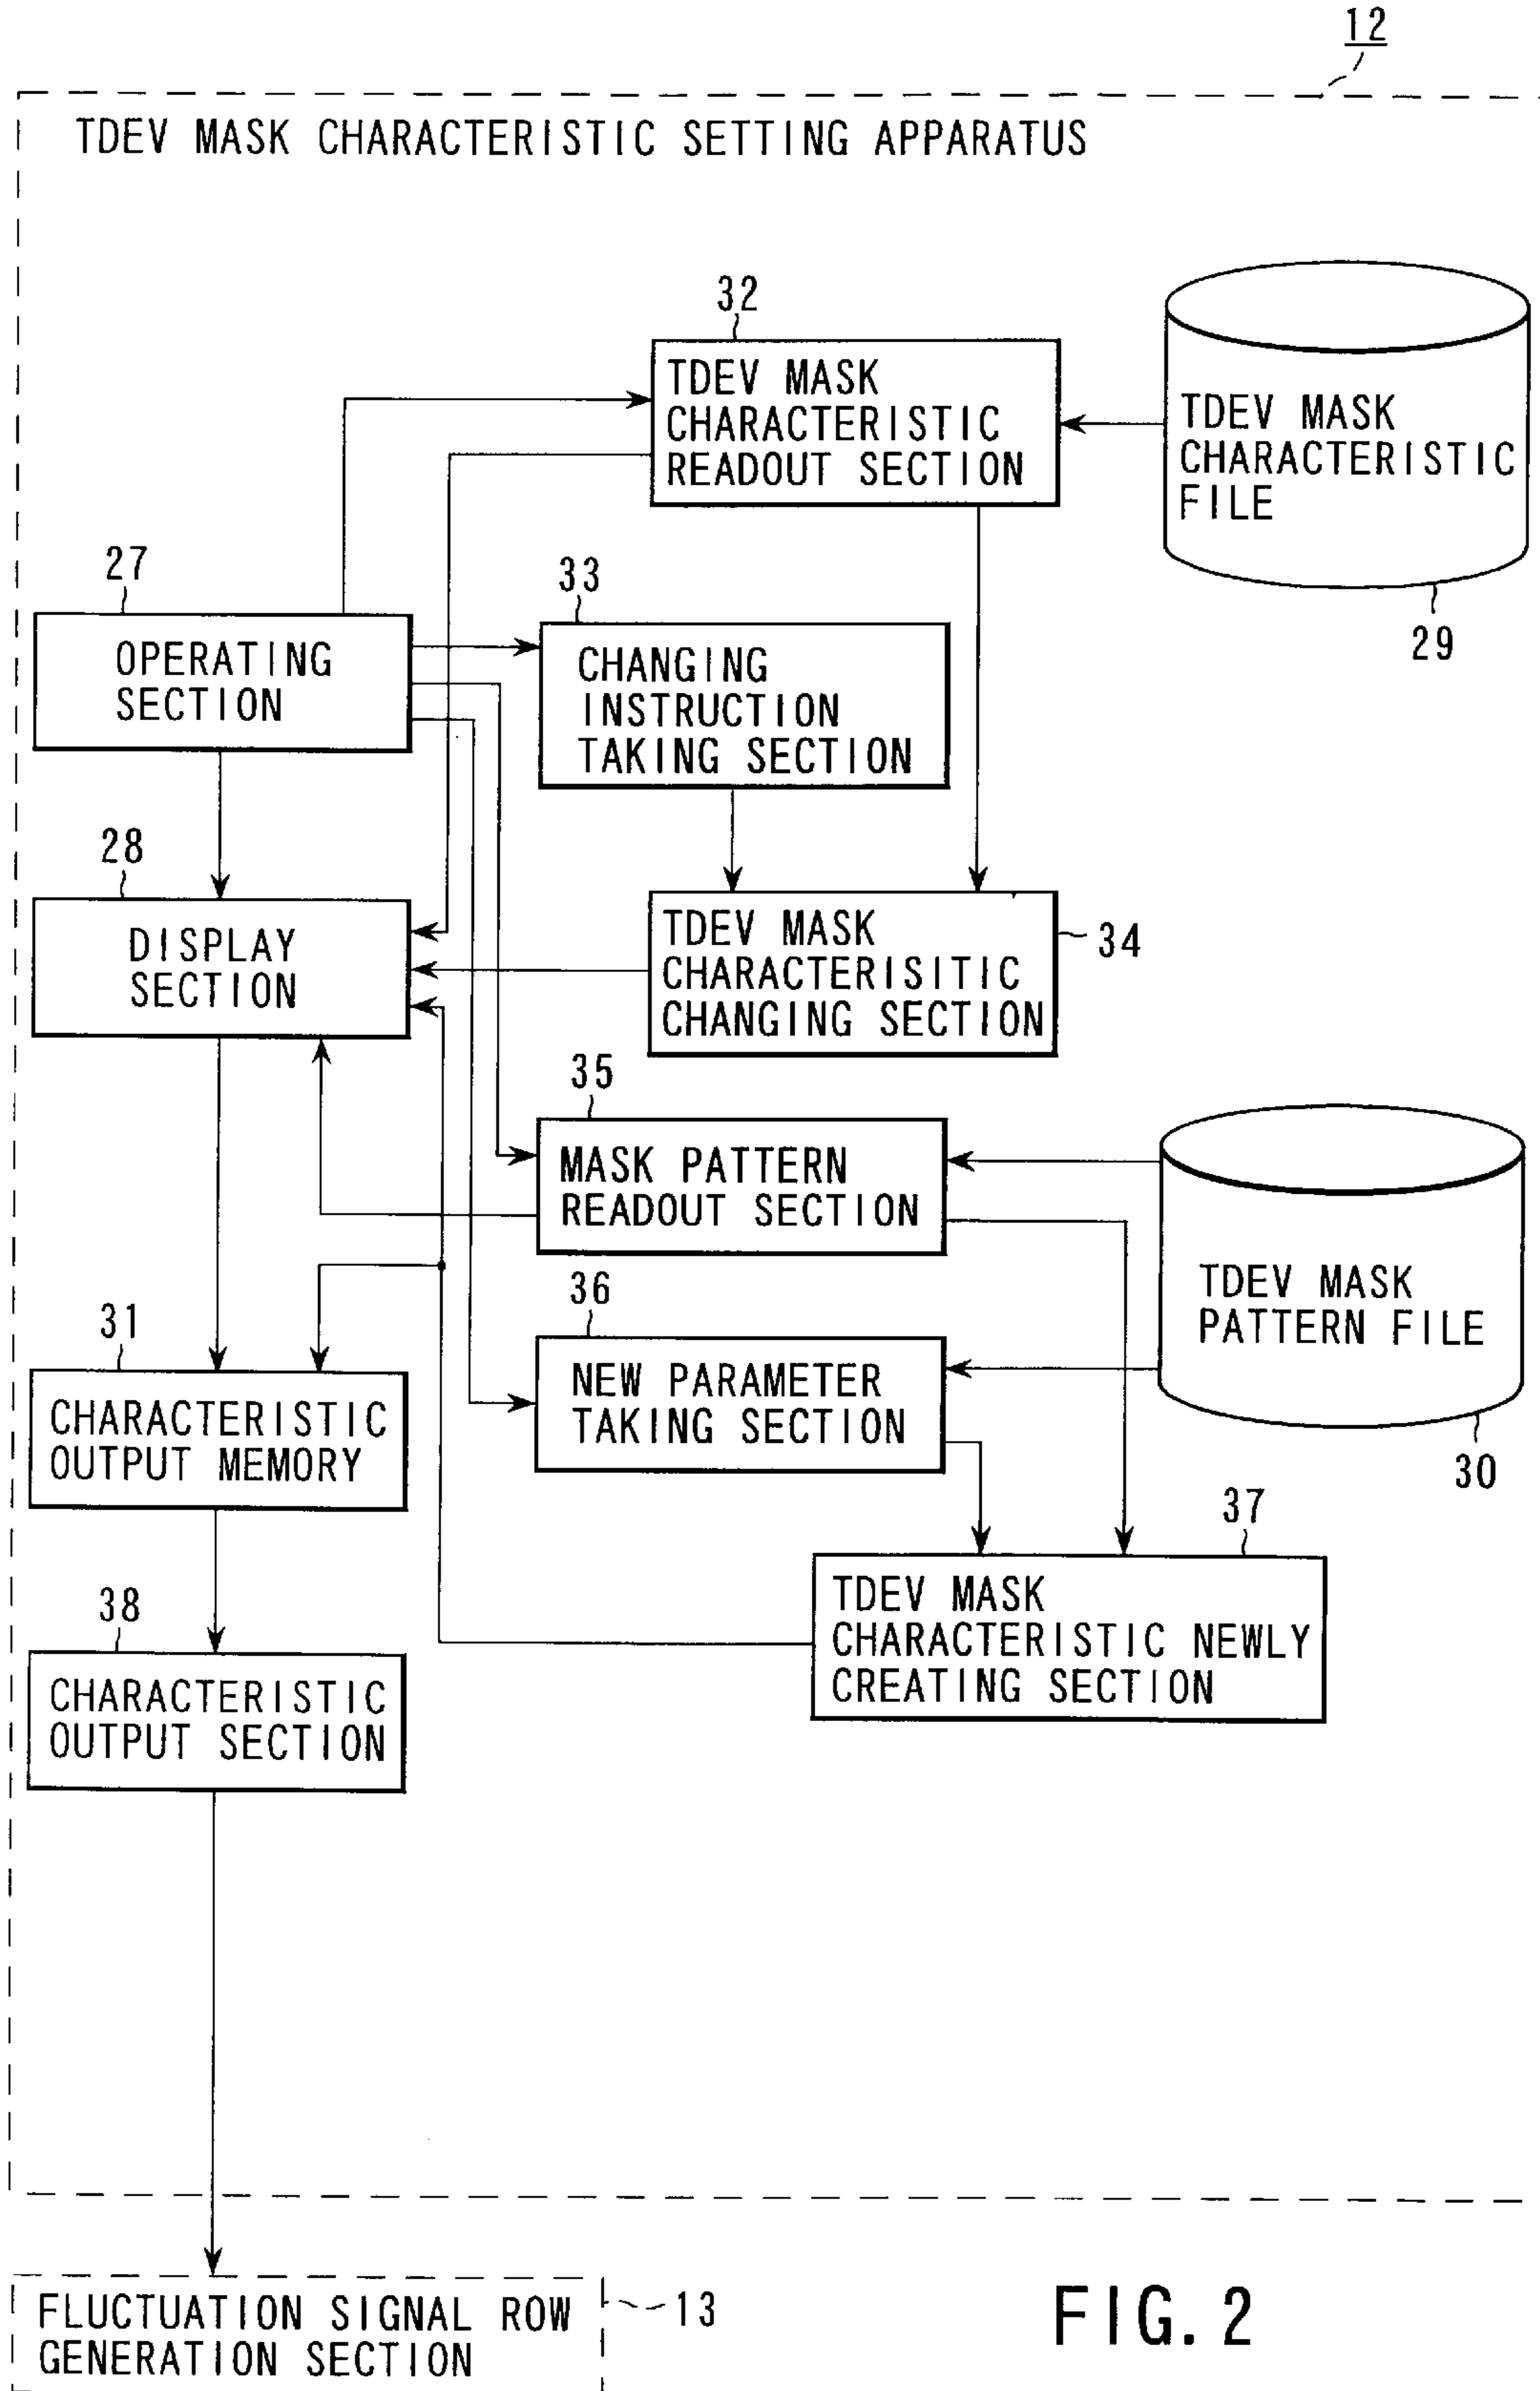 12
TDEV MASK CHARACTERISTIC SETTING APPARATUS
32
TDEV MASK
CHARACTERISTIC
READOUT SECTION
TDEV MASK
CHARACTERISTIC
FILE
29
27
OPERATING
SECTION
33
CHANGING
INSTRUCTION
TAKING SECTION
28
DISPLAY
SECTION
TDEV MASK
CHARACTERISITIC
CHANGING SECTION
34
35
MASK PATTERN
READOUT SECTION
TDEV MASK
PATTERN FILE
30
36
NEW PARAMETER
TAKING SECTION
31
CHARACTERISTIC
OUTPUT MEMORY
37
TDEV MASK
CHARACTERISTIC NEWLY
CREATING SECTION
38
CHARACTERISTIC
OUTPUT SECTION
FLUCTUATION SIGNAL ROW
GENERATION SECTION
13
FIG. 2